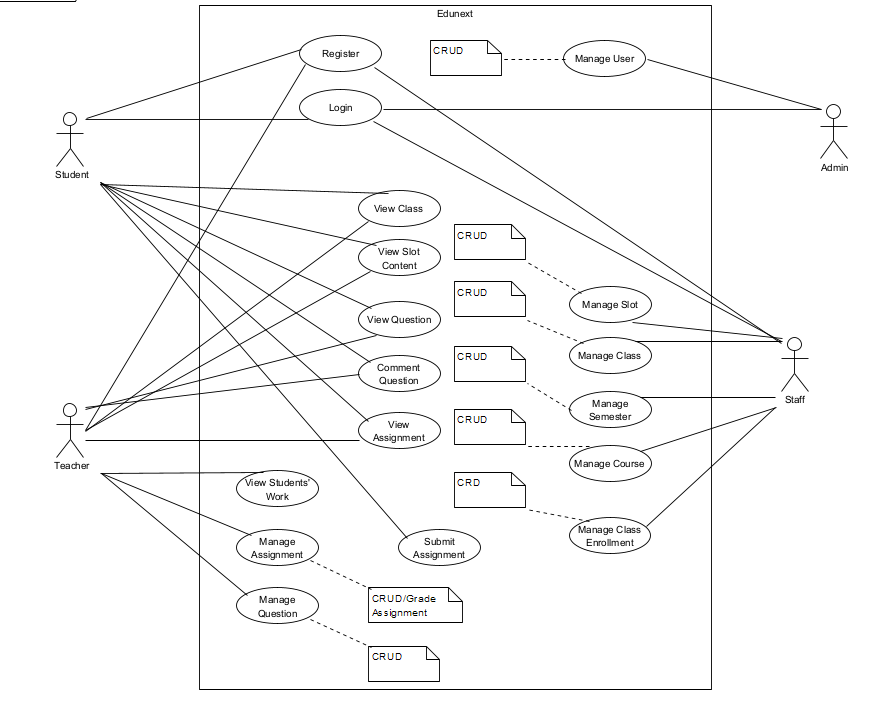 Edunext
Register
CRUD
Manage User
Login
Student
Admin
View Class
CRUD
View Slot
Content
CRUD
Manage Slot
View Question
Manage Class
CRUD
Comment
Question
Staff
Manage
Semester
CRUD
View
Assignment
Teacher
Manage Course
View Students'
Work
CRD
Manage Class
Enrollment
Manage
Assignment
Submit
Assignment
Manage
Question
CRUD/Grade
Assignment
CRUD